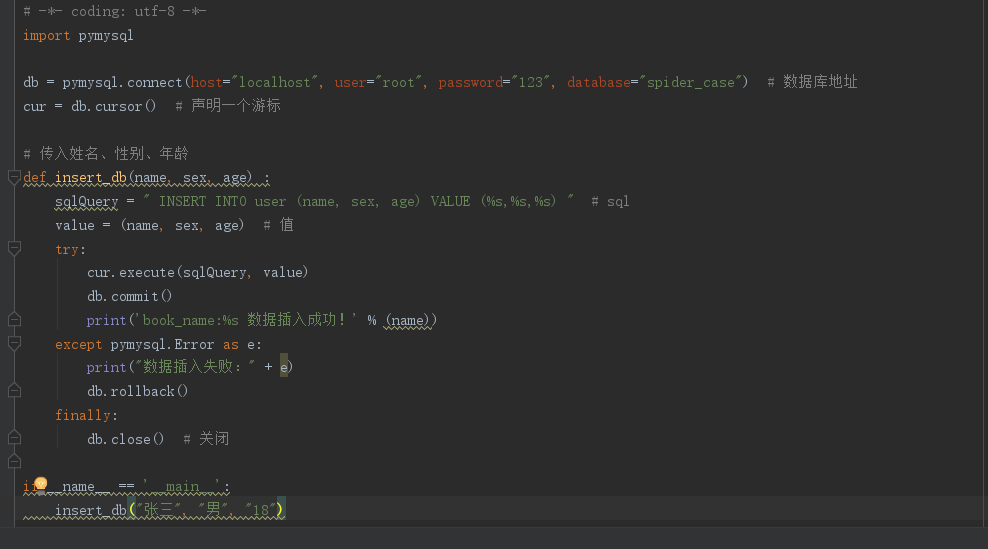 # -*- coding: utf-8 -*-
import pymysql
db = pymysql.connect(host="localhost", user="root", password="123", database="spider_case")  # 数据库地址
cur = db.cursor()  # 声明一个游标
# 传入姓名、性别、年龄
def insert_db(name, sex, age) :
    sqlQuery = " INSERT INTO user (name, sex, age) VALUE (%s,%s,%s) "  # sql
    value = (name, sex, age)  # 值
    try:
        cur.execute(sqlQuery, value)
        db.commit()
        print('book_name:%s 数据插入成功！' % (name))
    except pymysql.Error as e:
        print("数据插入失败：" + e)
        db.rollback()
    finally:
        db.close()  # 关闭
if __name__ == '__main__':
    insert_db("张三", "男", "18")